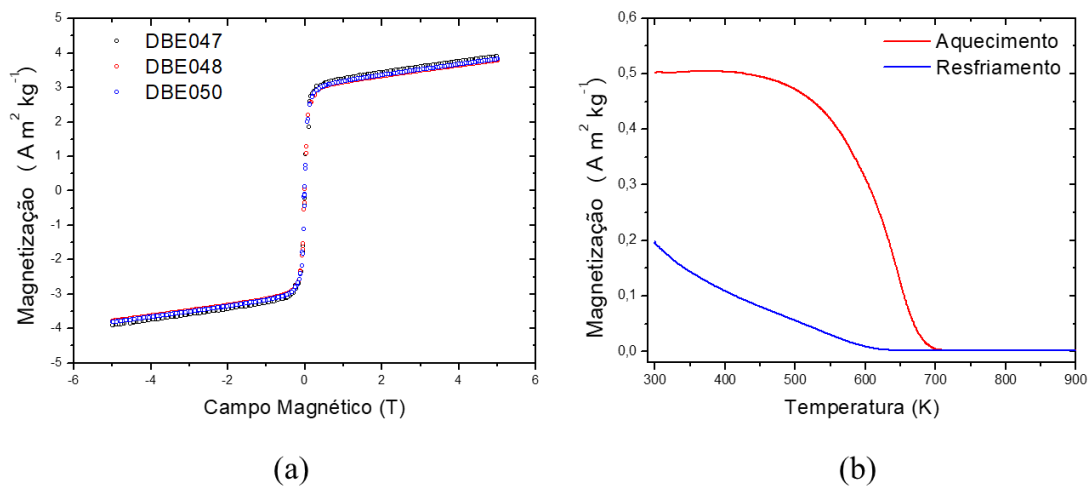 DBE047
DBE048
DBE050
5
4
3
2
1
0
-1
-2
-3
-4
-5
Magnetização ( A m² kg⁻¹)
-6 -4 -2 0 2 4 6
Campo Magnético (T)
(a)
Aquecimento
Resfriamento
0,6
0,5
0,4
0,3
0,2
0,1
0,0
Magnetização ( A m² kg⁻¹)
300 400 500 600 700 800 900
Temperatura (K)
(b)